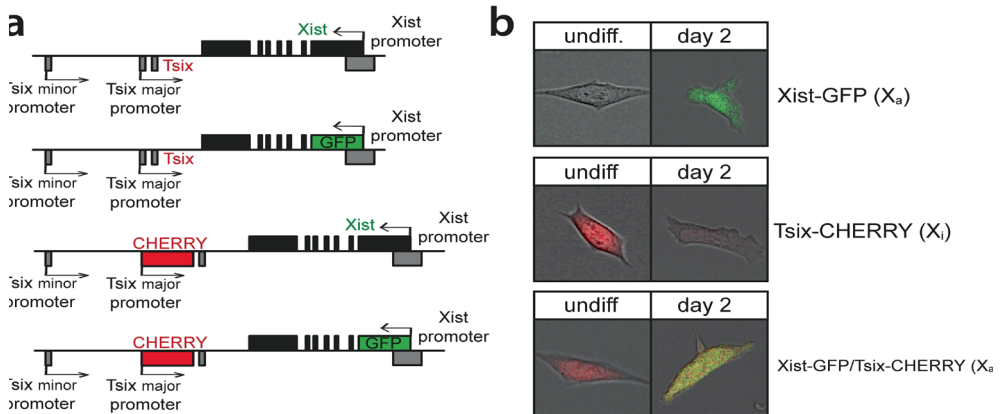 a
Xist
Xist
promoter
Tsix
Tsix minor
promoter
Tsix major
promoter
Xist
promoter
GFP
Tsix
Tsix minor
promoter
Tsix major
promoter
CHERRY
Xist
Xist
promoter
Tsix minor
promoter
Tsix major
promoter
CHERRY
GFP
Xist
promoter
Tsix minor
promoter
Tsix major
promoter
b
undiff. day 2
Xist-GFP (Xa)
undiff day 2
Tsix-CHERRY (Xi)
undiff day 2
Xist-GFP/Tsix-CHERRY (Xa